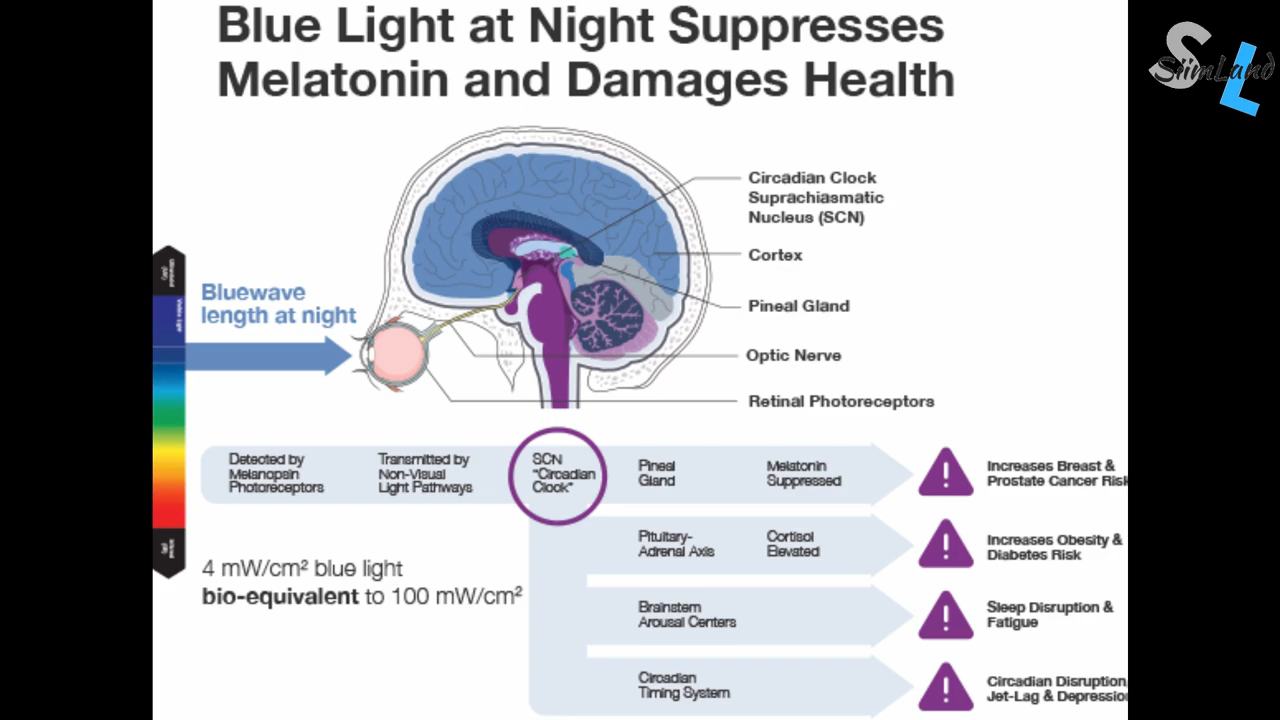 Blue Light at Night Suppresses
Melatonin and Damages Health
SiimLand
Circadian Clock
Suprachiasmatic
Nucleus (SCN)
Cortex
Pineal Gland
Optic Nerve
Retinal Photoreceptors
Bluewave
length at night
Visible Light
Detected by
Melanopsin
Photoreceptors
Transmitted by
Non-Visual
Light Pathways
SCN
"Circadian
Clock"
Pineal
Gland
Melatonin
Suppressed
Increases Breast &
Prostate Cancer Risk
Pituitary-
Adrenal Axis
Cortisol
Elevated
Increases Obesity &
Diabetes Risk
Brainstem
Arousal Centers
Sleep Disruption &
Fatigue
Circadian
Timing System
Circadian Disruption,
Jet-Lag & Depression
4 mW/cm² blue light
bio-equivalent to 100 mW/cm²